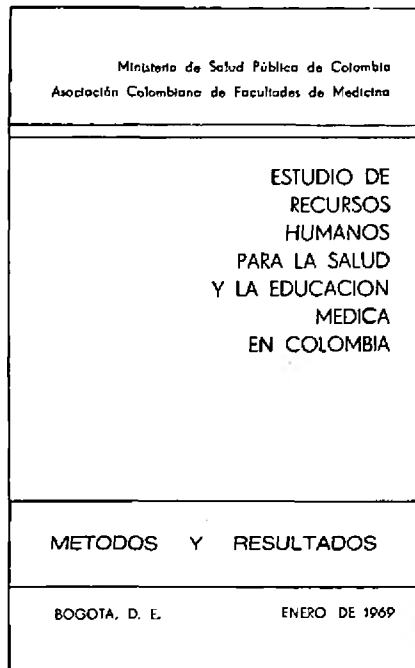 Ministerio de Salud Pública de Colombia
Asociación Colombiana de Facultades de Medicina
ESTUDIO DE
RECURSOS
HUMANOS
PARA LA SALUD
Y LA EDUCACION
MEDICA
EN COLOMBIA
METODOS Y RESULTADOS
BOGOTA, D. E. ENERO DE 1969